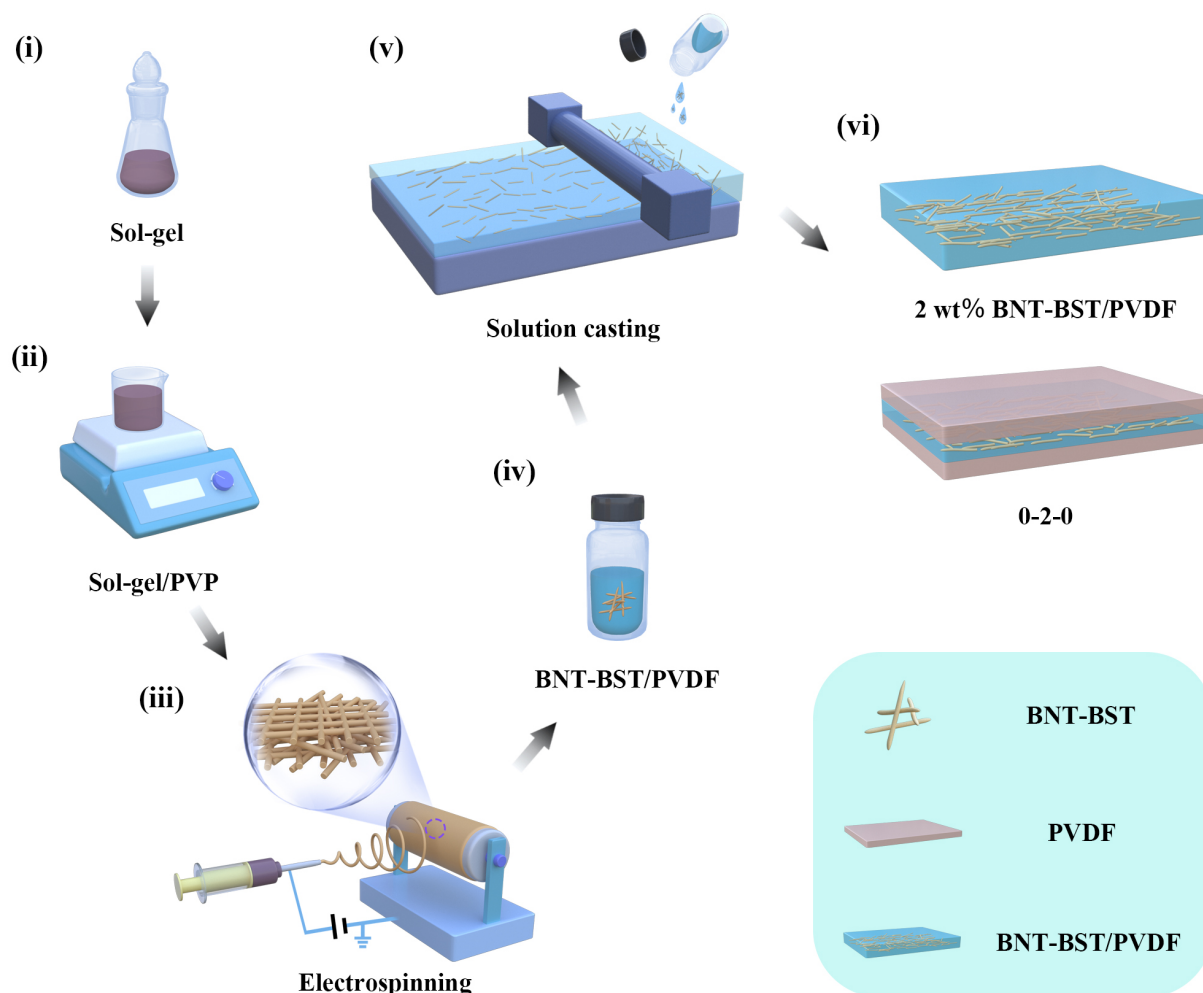 (i)
Sol-gel
(ii)
Sol-gel/PVP
(iii)
Electrospinning
(iv)
BNT-BST/PVDF
(v)
Solution casting
(vi)
2 wt% BNT-BST/PVDF
0-2-0
BNT-BST
PVDF
BNT-BST/PVDF